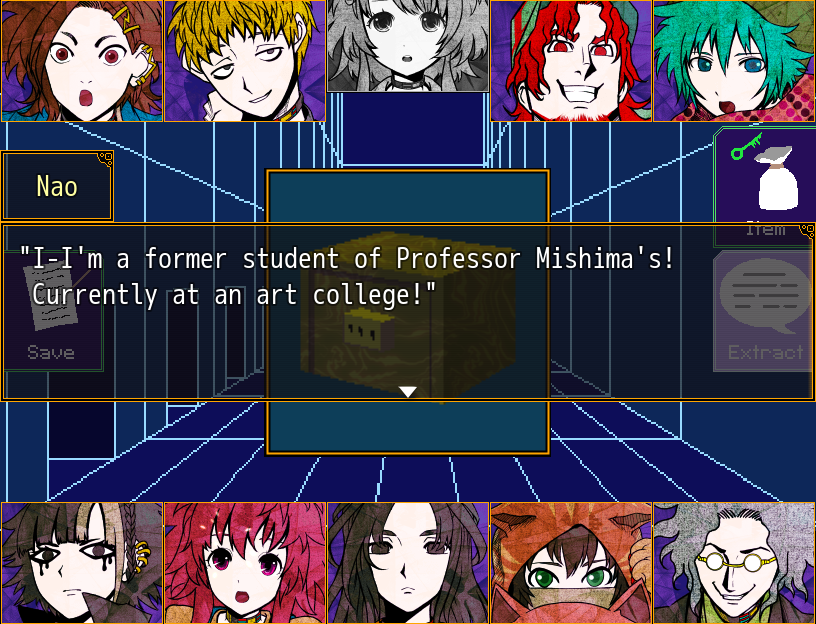 Nao
Item
"I-I'm a former student of Professor Mishima's!
Currently at an art college!"
Save
Extract